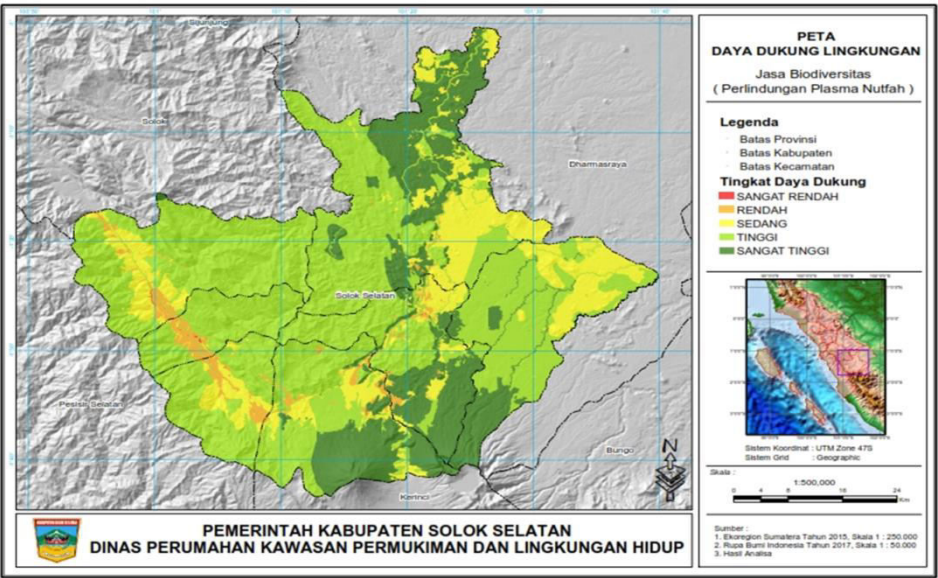 PETA
DAYA DUKUNG LINGKUNGAN
Jasa Biodiversitas
( Perlindungan Plasma Nutfah )
Legenda
Batas Provinsi
Batas Kabupaten
Batas Kecamatan
Tingkat Daya Dukung
SANGAT RENDAH
RENDAH
SEDANG
TINGGI
SANGAT TINGGI
Sijunjung
Solok
Dharmasraya
Solok Selatan
Pesisir Selatan
Bungo
Kerinci
Sistem Koordinat : UTM Zone 47S
Sistem Grid : Geographic
N
Skala :
1:500,000
0 4 8 16 24
Km
Sumber :
1. Ekoregion Sumatera Tahun 2015, Skala 1 : 250.000
2. Rupa Bumi Indonesia Tahun 2017, Skala 1 : 50.000
3. Hasil Analisa
PEMERINTAH KABUPATEN SOLOK SELATAN
DINAS PERUMAHAN KAWASAN PERMUKIMAN DAN LINGKUNGAN HIDUP